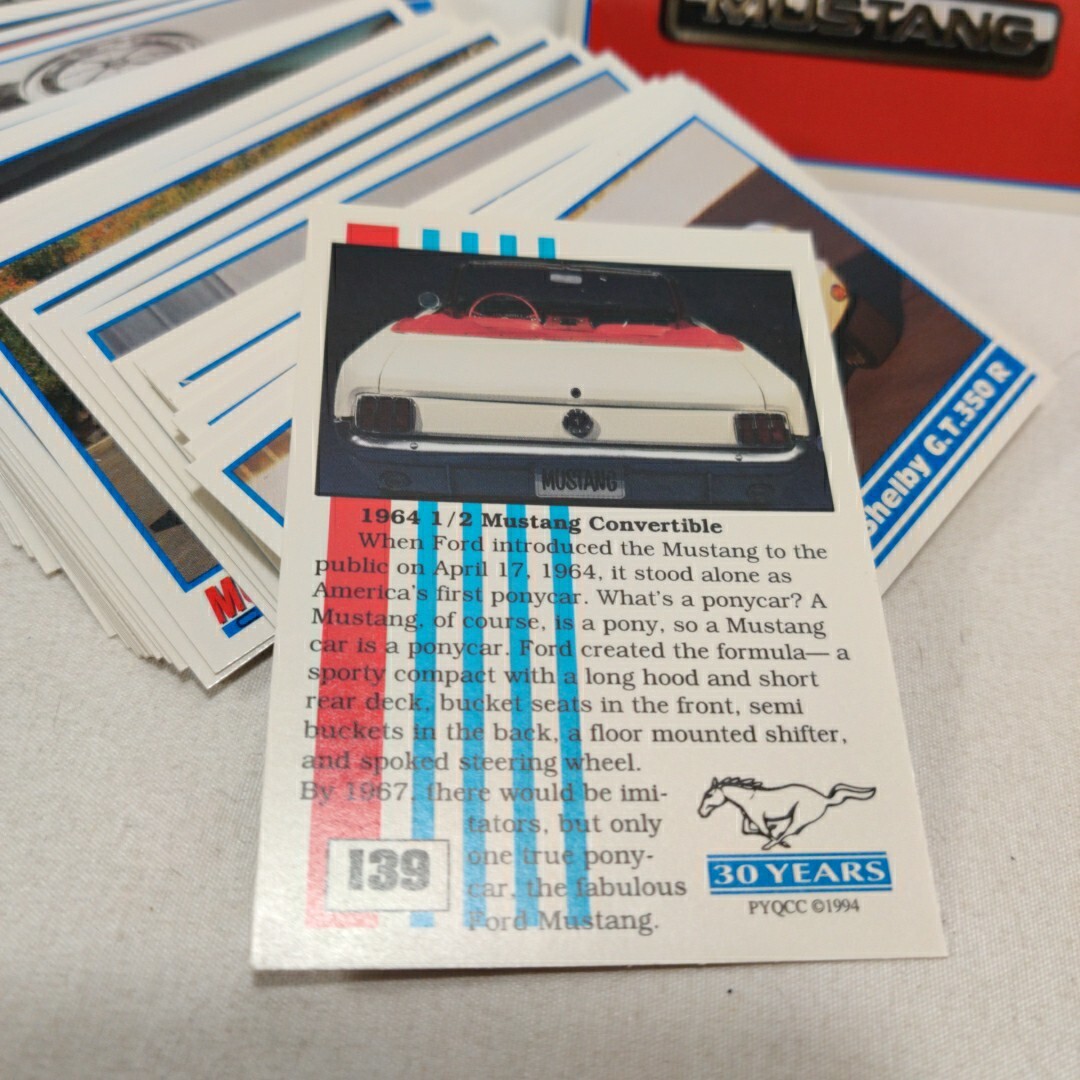 MUSTANG
Shelby G.T.350 R
MUSTANG
1964 1/2 Mustang Convertible
When Ford introduced the Mustang to the
public on April 17, 1964, it stood alone as
America's first ponycar. What's a ponycar? A
Mustang, of course, is a pony, so a Mustang
car is a ponycar. Ford created the formula— a
sporty compact with a long hood and short
rear deck, bucket seats in the front, semi
buckets in the back, a floor mounted shifter,
and spoked steering wheel.
By 1967, there would be imi-
tators, but only
one true pony-
car, the fabulous
Ford Mustang.
139
30 YEARS
PYQCC ©1994